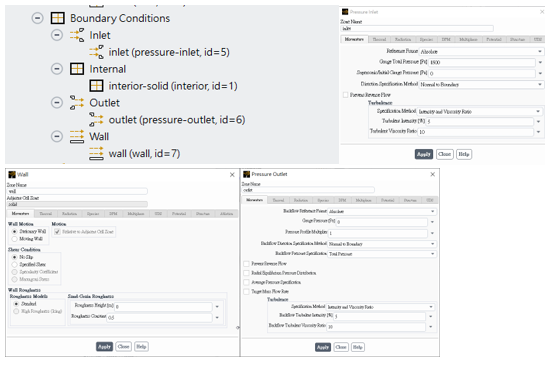 Boundary Conditions
Inlet
inlet (pressure-inlet, id=5)
Internal
interior-solid (interior, id=1)
Outlet
outlet (pressure-outlet, id=6)
Wall
wall (wall, id=7)
Pressure Inlet
Zone Name
inlet
Momentum Thermal Radiation Species DPM Multiphase Potential Structure UDS
Reference Frame Absolute
Gauge Total Pressure [Pa]
Supersonic/Initial Gauge Pressure [Pa] 0
Direction Specification Method Normal to Boundary
Prevent Reverse Flow
Turbulence
Specification Method Intensity and Viscosity Ratio
Turbulent Intensity [%] 5
Turbulent Viscosity Ratio 10
Apply Close Help
Wall
Zone Name
wall
Adjacent Cell Zone
solid
Momentum Thermal Radiation Species DPM Multiphase Potential Structure Ablation
Wall Motion Motion
Stationary Wall Relative to Adjacent Cell Zone
Moving Wall
Shear Condition
No Slip
Specified Shear
Specularity Coefficient
Marangoni Stress
Wall Roughness
Roughness Models Sand-Grain Roughness
Standard Roughness Height [m] 0
High Roughness (Icing) Roughness Constant 0.5
Apply Close Help
Pressure Outlet
Zone Name
outlet
Momentum Thermal Radiation Species DPM Multiphase Potential Structure UDS
Backflow Reference Frame Absolute
Gauge Pressure [Pa] 0
Pressure Profile Multiplier 1
Backflow Direction Specification Method Normal to Boundary
Backflow Pressure Specification Total Pressure
Prevent Reverse Flow
Radial Equilibrium Pressure Distribution
Average Pressure Specification
Target Mass Flow Rate
Turbulence
Specification Method Intensity and Viscosity Ratio
Backflow Turbulent Intensity [%] 5
Backflow Turbulent Viscosity Ratio 10
Apply Close Help